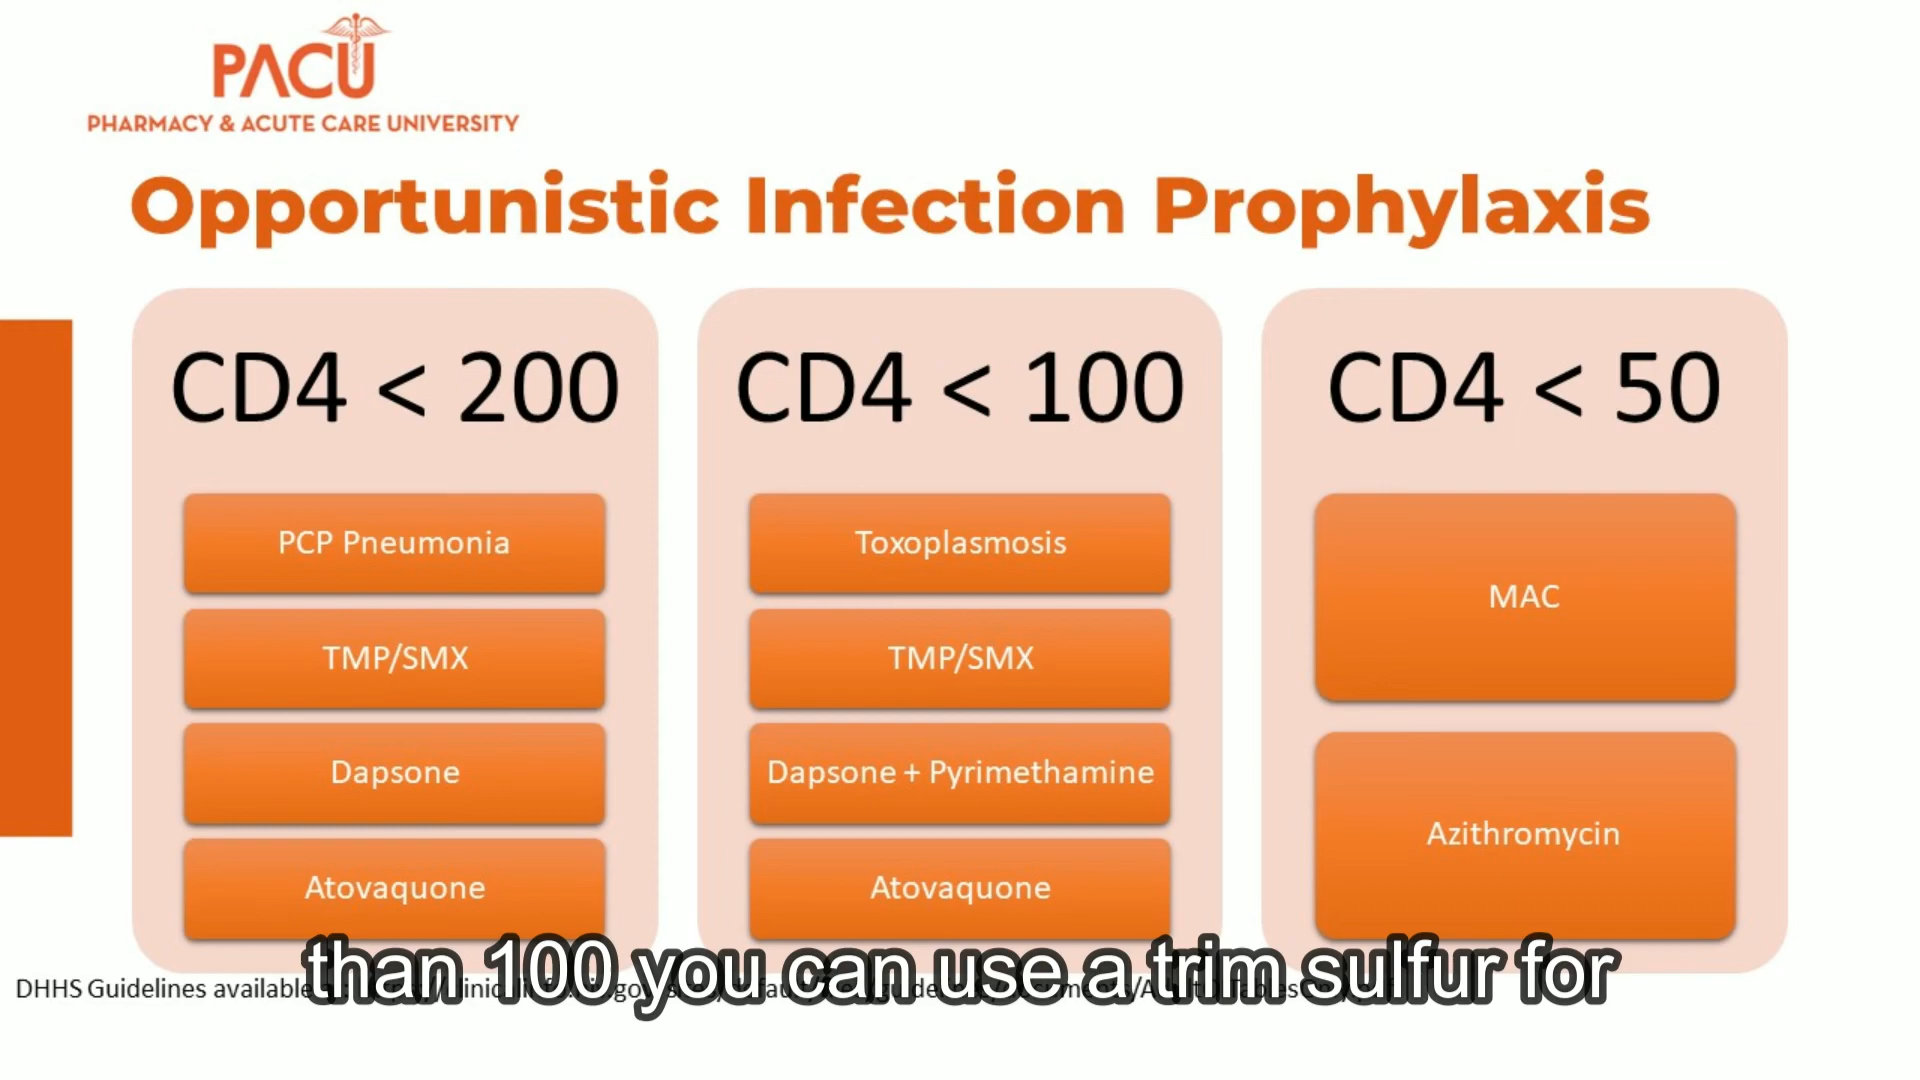 PACU
PHARMACY & ACUTE CARE UNIVERSITY
Opportunistic Infection Prophylaxis
CD4 < 200
PCP Pneumonia
TMP/SMX
Dapsone
Atovaquone
CD4 < 100
Toxoplasmosis
TMP/SMX
Dapsone + Pyrimethamine
Atovaquone
CD4 < 50
MAC
Azithromycin
than 100 you can use a trim sulfur for
DHHS Guidelines available